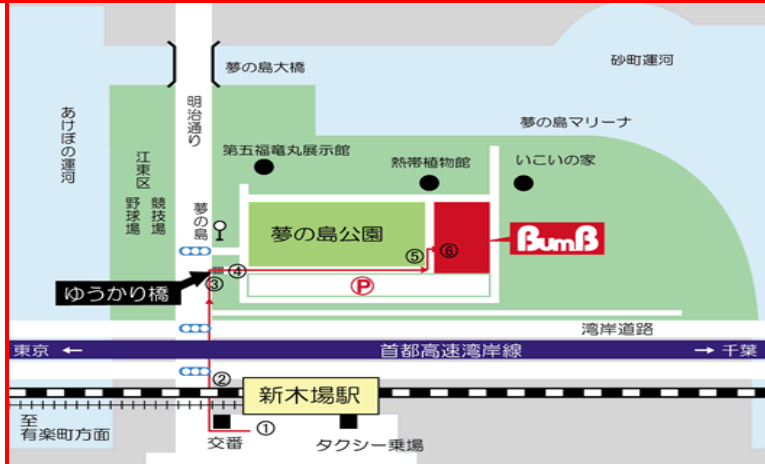 砂町運河
夢の島大橋
あけぼの運河
明治通り
夢の島マリーナ
江東区
野球場
競技場
第五福竜丸展示館
熱帯植物館
いこいの家
夢の島
夢の島公園
BumB
⑤
⑥
④
③
P
ゆうかり橋
湾岸道路
東京 ←
首都高速湾岸線
→ 千葉
②
新木場駅
至
有楽町方面
①
交番
タクシー乗場